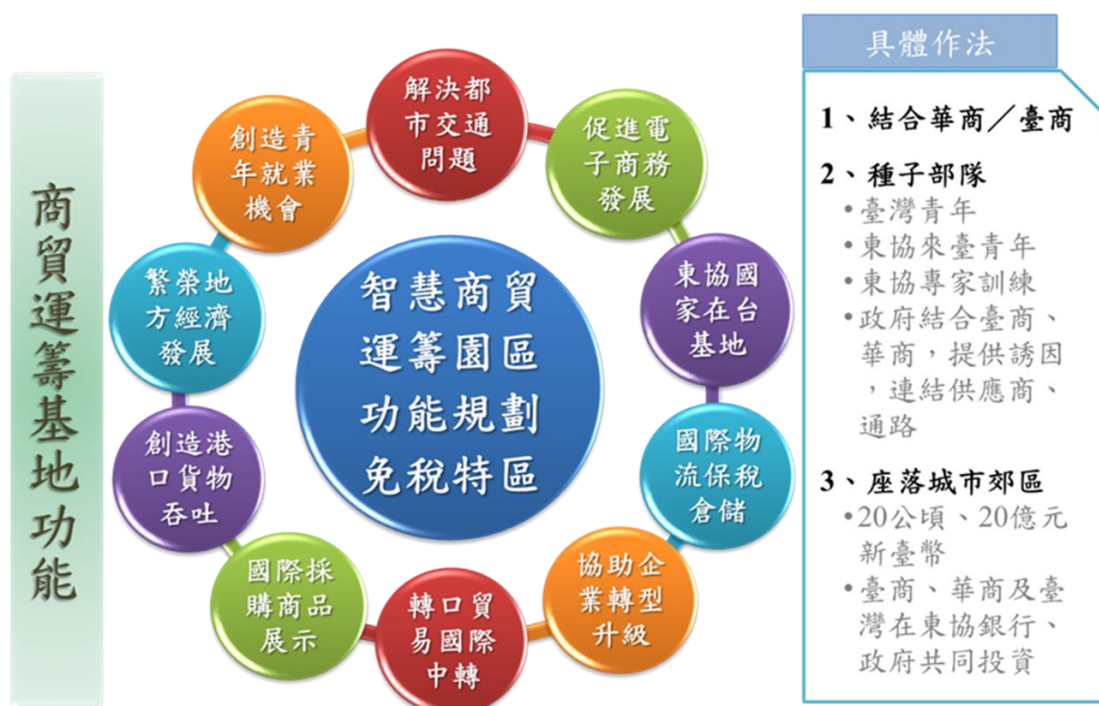 商貿運籌基地功能
智慧商貿
運籌園區
功能規劃
免稅特區
解決都
市交通
問題
促進電
子商務
發展
東協國
家在台
基地
國際物
流保稅
倉儲
協助企
業轉型
升級
轉口貿
易國際
中轉
國際採
購商品
展示
創造港
口貨物
吞吐
繁榮地
方經濟
發展
創造青
年就業
機會
具體作法
1、結合華商／臺商
2、種子部隊
•臺灣青年
•東協來臺青年
•東協專家訓練
•政府結合臺商、
華商，提供誘因
，連結供應商、
通路
3、座落城市郊區
•20公頃、20億元
新臺幣
•臺商、華商及臺
灣在東協銀行、
政府共同投資